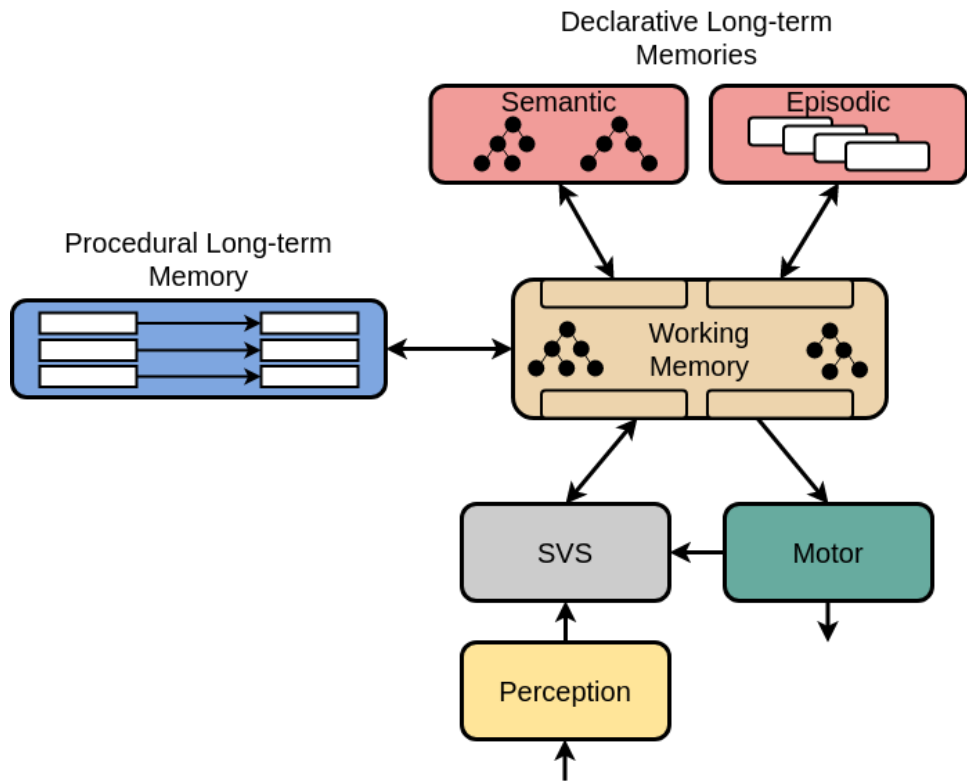 Declarative Long-term
Memories
Semantic
Episodic
Procedural Long-term
Memory
Working
Memory
SVS
Motor
Perception